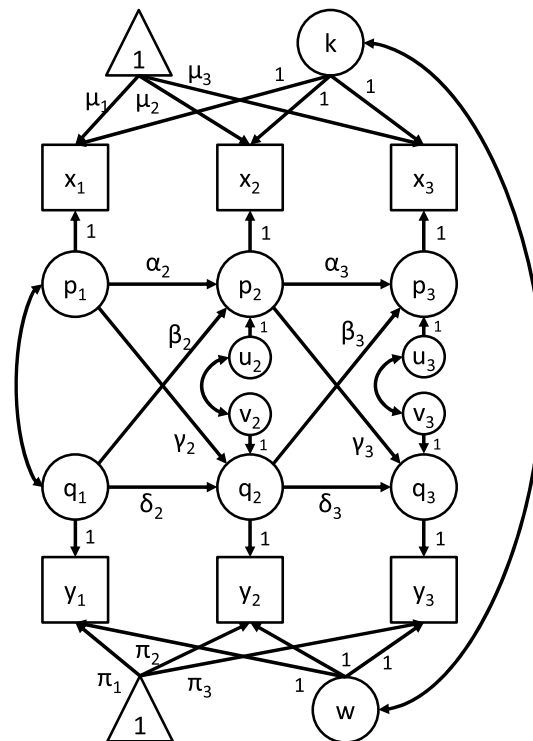 1 k
μ₁ μ₂ μ₃ 1 1 1
x₁ x₂ x₃
1 1 1
p₁ α₂ p₂ α₃ p₃
β₂ 1 β₃ 1
u₂ u₃
v₂ v₃
γ₂ 1 γ₃ 1
q₁ δ₂ q₂ δ₃ q₃
1 1 1
y₁ y₂ y₃
π₁ π₂ π₃ 1 1 1
1 w